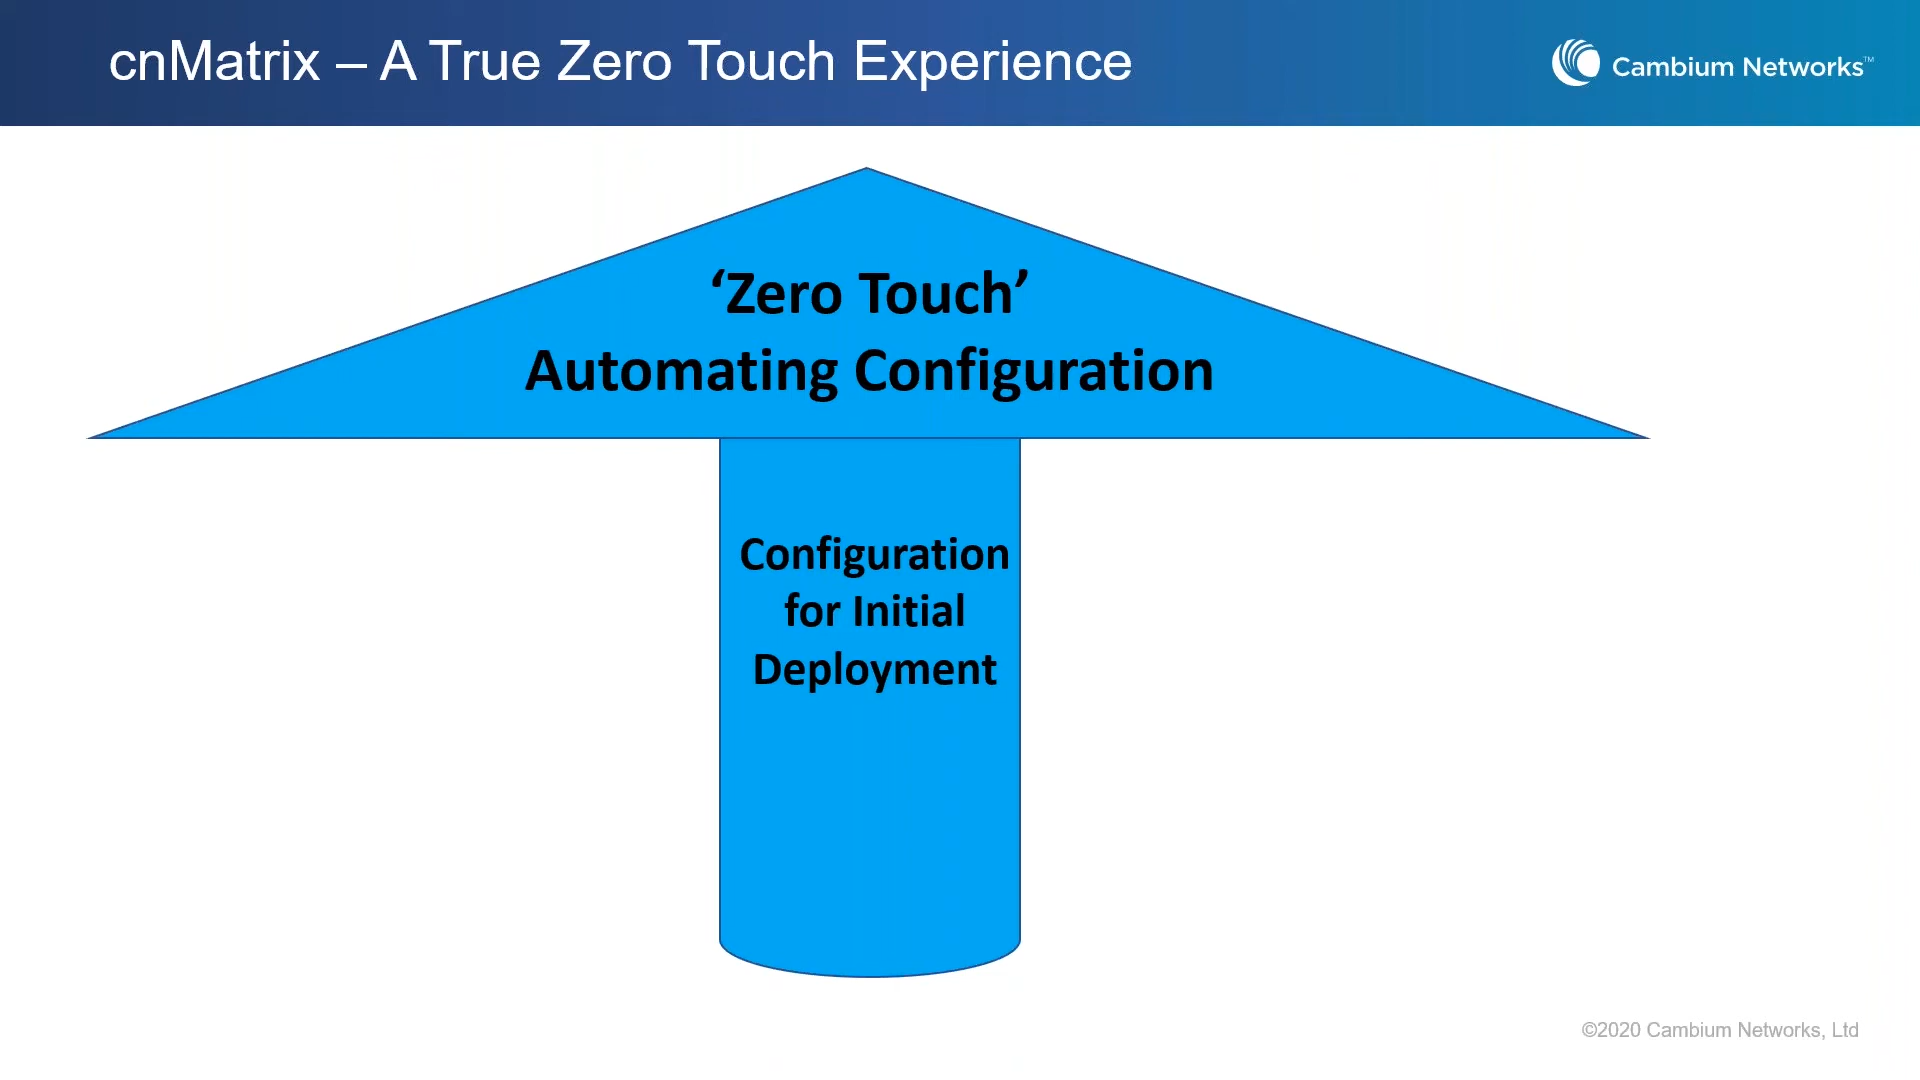 cnMatrix – A True Zero Touch Experience
Cambium Networks™
‘Zero Touch’
Automating Configuration
Configuration
for Initial
Deployment
©2020 Cambium Networks, Ltd